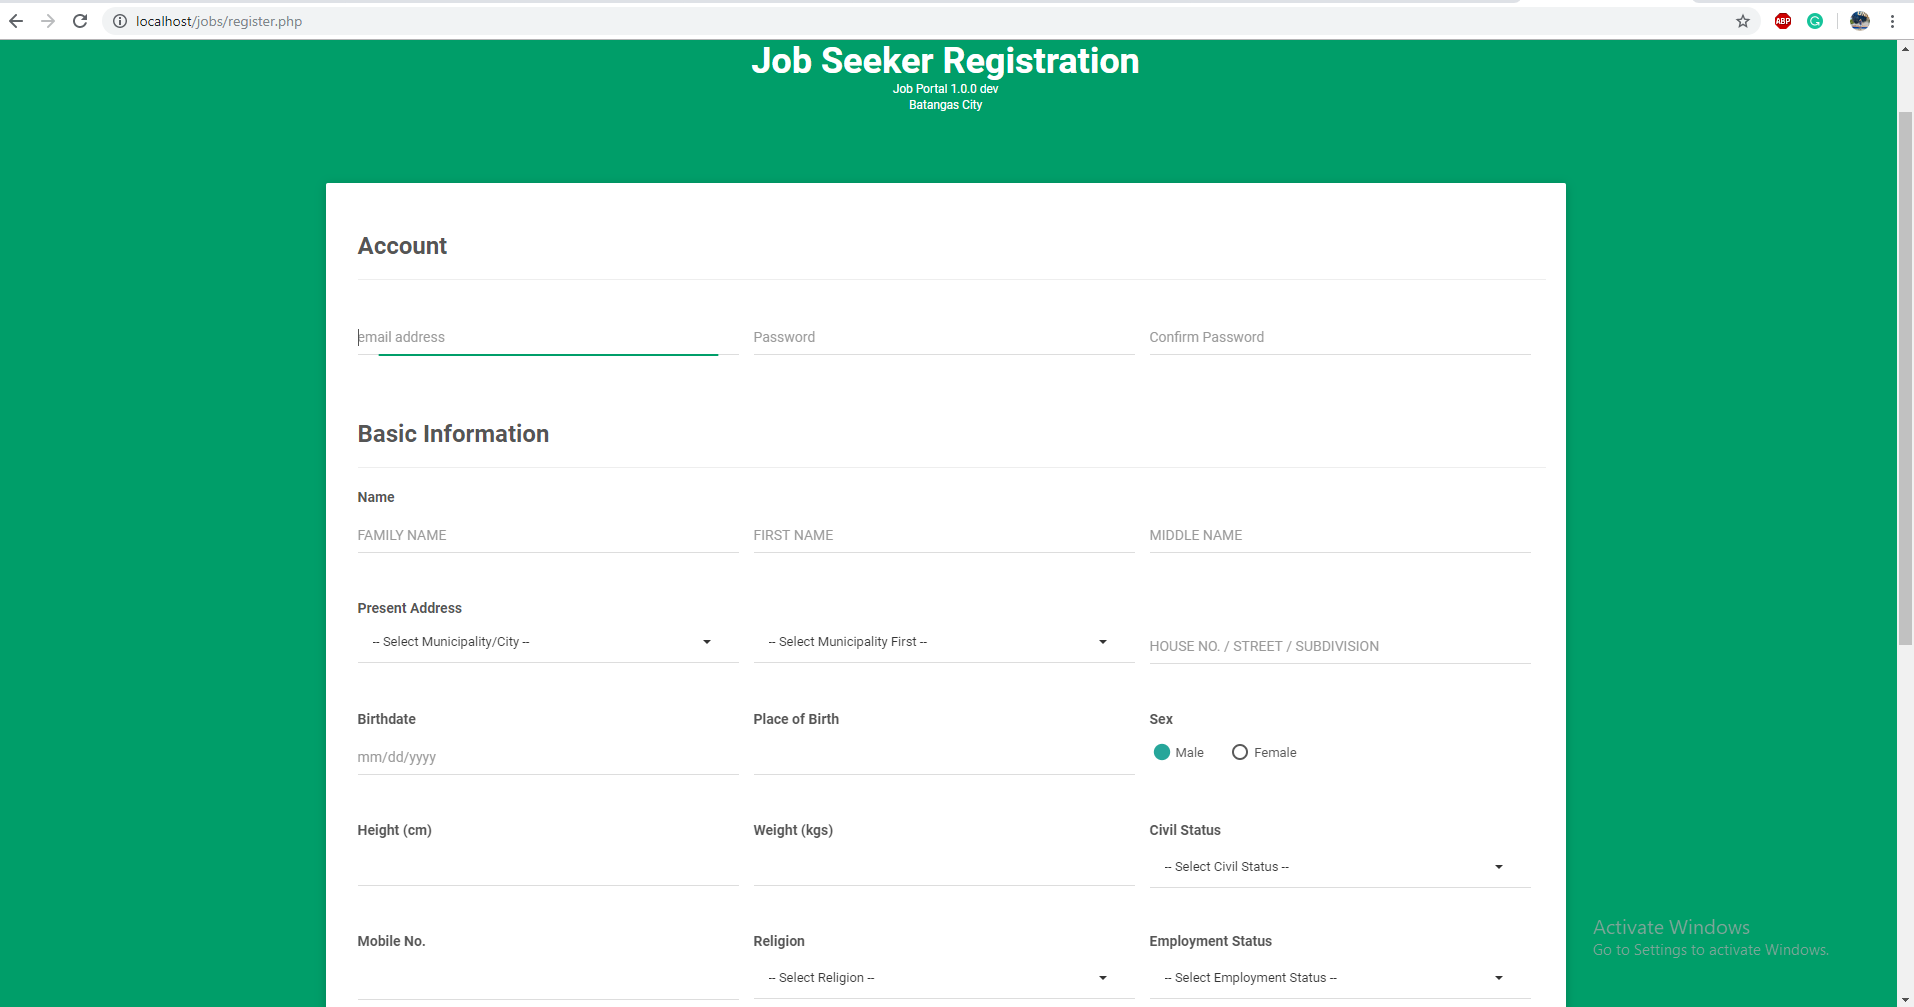 localhost/jobs/register.php
ABP
Job Seeker Registration
Job Portal 1.0.0 dev
Batangas City
Account
email address Password Confirm Password
Basic Information
Name
FAMILY NAME FIRST NAME MIDDLE NAME
Present Address
-- Select Municipality/City -- -- Select Municipality First -- HOUSE NO. / STREET / SUBDIVISION
Birthdate Place of Birth Sex
mm/dd/yyyy Male Female
Height (cm) Weight (kgs) Civil Status
-- Select Civil Status --
Mobile No. Religion Employment Status
-- Select Religion -- -- Select Employment Status --
Activate Windows
Go to Settings to activate Windows.